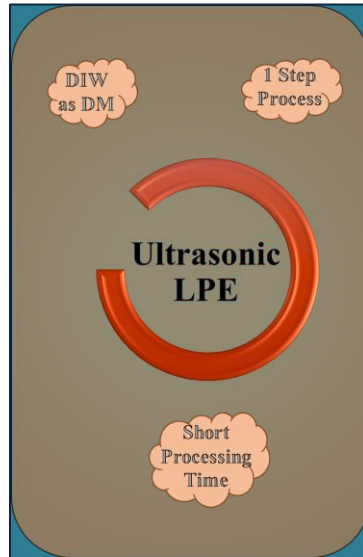 DIW
as DM
1 Step
Process
Ultrasonic
LPE
Short
Processing
Time